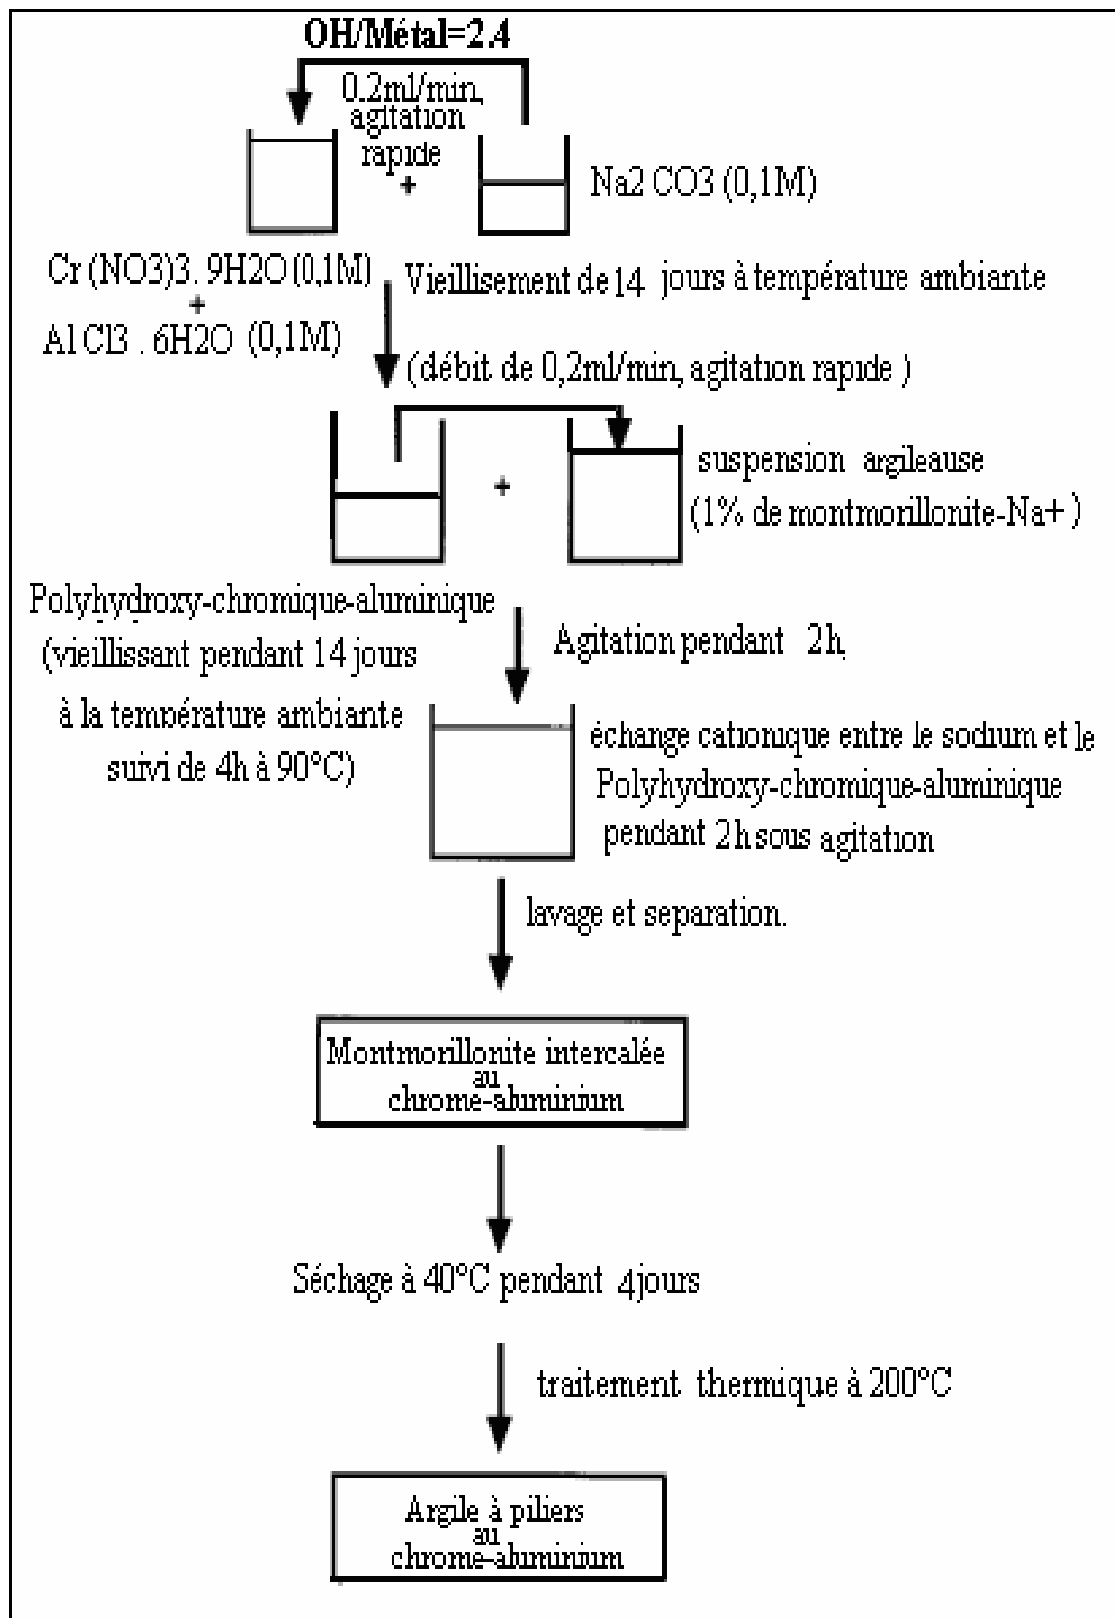 OH/Métal=2.4
0.2ml/min,
agitation
rapide
+
Na2 CO3 (0,1M)
Cr (NO3)3. 9H2O (0,1M)
+
Al Cl3 . 6H2O (0,1M)
Vieillisement de 14 jours à température ambiante
(débit de 0,2ml/min, agitation rapide )
+
suspension argileause
(1% de montmorillonite-Na+ )
Polyhydroxy-chromique-aluminique
(vieillissant pendant 14 jours
à la température ambiante
suivi de 4h à 90°C)
Agitation pendant 2h,
échange cationique entre le sodium et le
Polyhydroxy-chromique-aluminique
pendant 2h sous agitation
lavage et separation.
Montmorillonite intercalée
au
chrome-aluminium
Séchage à 40°C pendant 4jours
traitement thermique à 200°C
Argile à piliers
au
chrome-aluminium